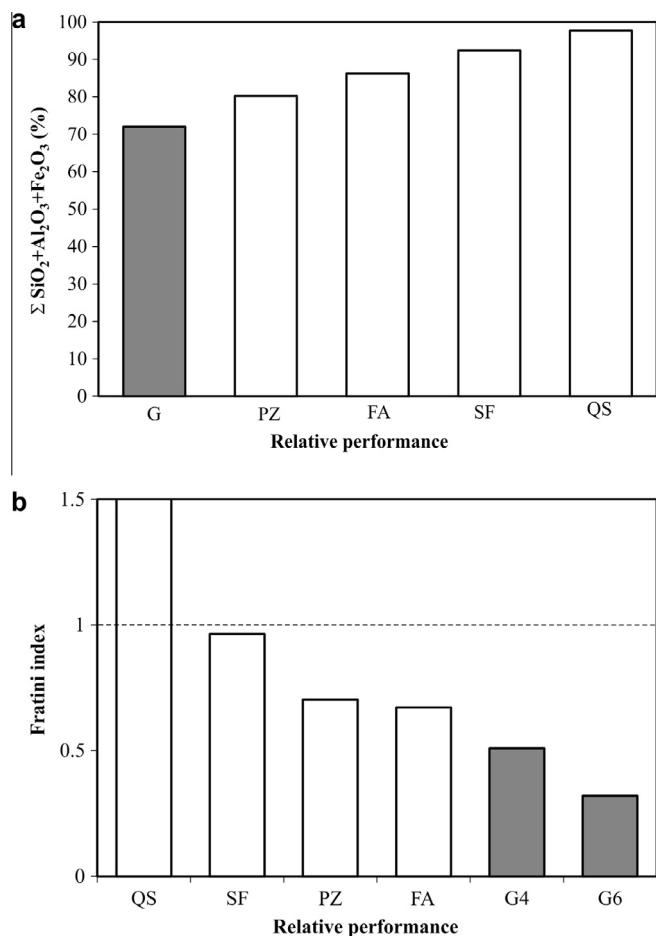 a
Σ SiO₂+Al₂O₃+Fe₂O₃ (%)
100
90
80
70
60
50
40
30
20
10
0
G PZ FA SF QS
Relative performance
b
Fratini index
1.5
1
0.5
0
QS SF PZ FA G4 G6
Relative performance